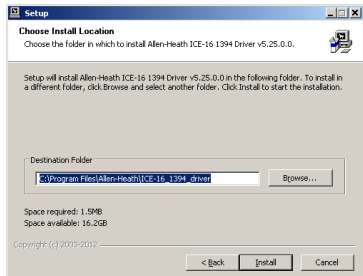 Setup
Choose Install Location
Choose the folder in which to install Allen-Heath ICE-16 1394 Driver v5.25.0.0.
Setup will install Allen-Heath ICE-16 1394 Driver v5.25.0.0 in the following folder. To install in
a different folder, click Browse and select another folder. Click Install to start the installation.
Destination Folder
C:\Program Files\Allen-Heath\ICE-16_1394_driver
Browse...
Space required: 1.5MB
Space available: 16.2GB
Copyright (c) 2003-2012
< Back Install Cancel